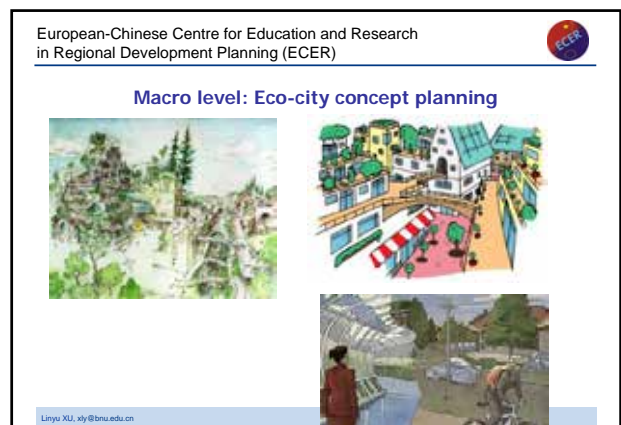 European-Chinese Centre for Education and Research
in Regional Development Planning (ECER)
ECER
Macro level: Eco-city concept planning
Linyu XU, xly@bnu.edu.cn